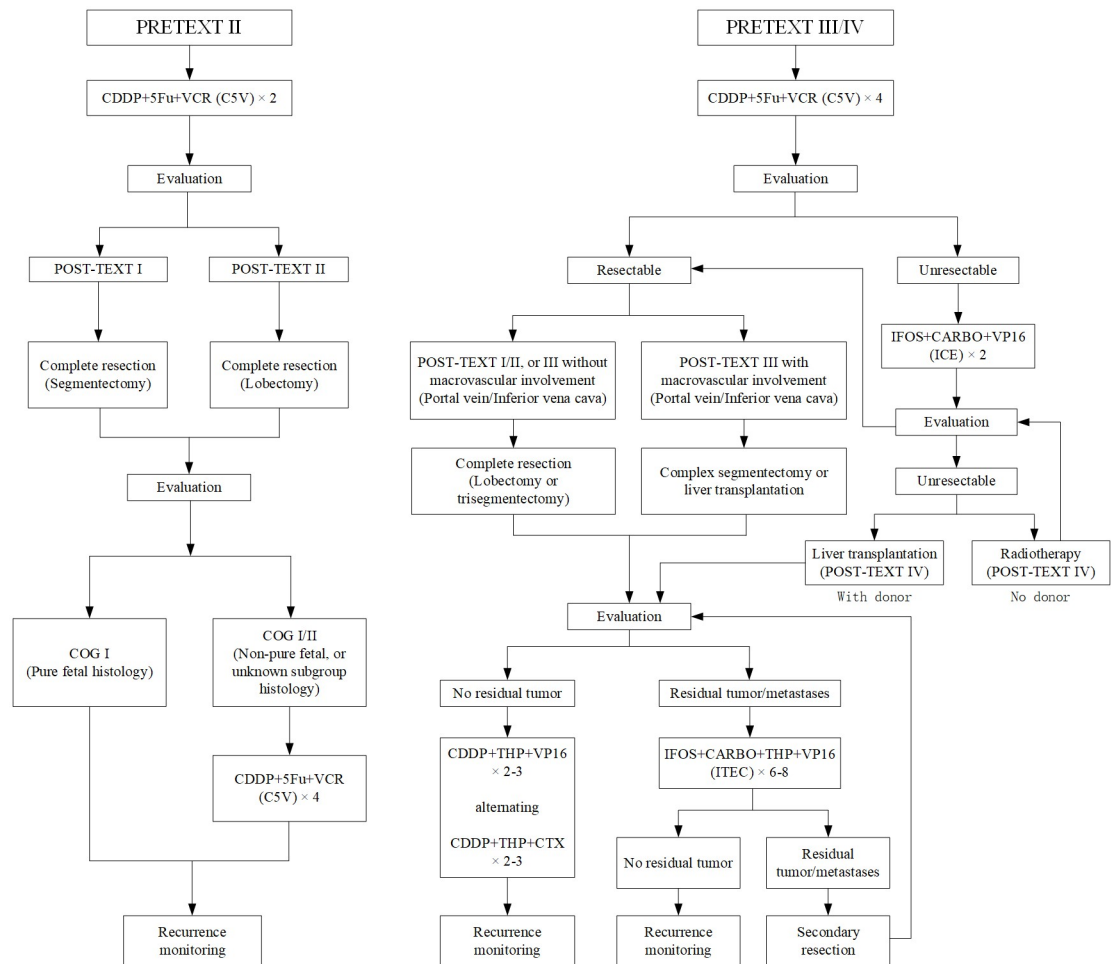 PRETEXT II
CDDP+5Fu+VCR (C5V) × 2
Evaluation
POST-TEXT I
POST-TEXT II
Complete resection
(Segmentectomy)
Complete resection
(Lobectomy)
Evaluation
COG I
(Pure fetal histology)
COG I/II
(Non-pure fetal, or
unknown subgroup
histology)
CDDP+5Fu+VCR
(C5V) × 4
Recurrence
monitoring
PRETEXT III/IV
CDDP+5Fu+VCR (C5V) × 4
Evaluation
Resectable
Unresectable
POST-TEXT I/II, or III without
macrovascular involvement
(Portal vein/Inferior vena cava)
POST-TEXT III with
macrovascular involvement
(Portal vein/Inferior vena cava)
IFOS+CARBO+VP16
(ICE) × 2
Evaluation
Complete resection
(Lobectomy or
trisegmentectomy)
Complex segmentectomy or
liver transplantation
Unresectable
Liver transplantation
(POST-TEXT IV)
With donor
Radiotherapy
(POST-TEXT IV)
No donor
Evaluation
No residual tumor
Residual tumor/metastases
CDDP+THP+VP16
× 2-3
alternating
CDDP+THP+CTX
× 2-3
IFOS+CARBO+THP+VP16
(ITEC) × 6-8
No residual tumor
Residual
tumor/metastases
Recurrence
monitoring
Recurrence
monitoring
Secondary
resection